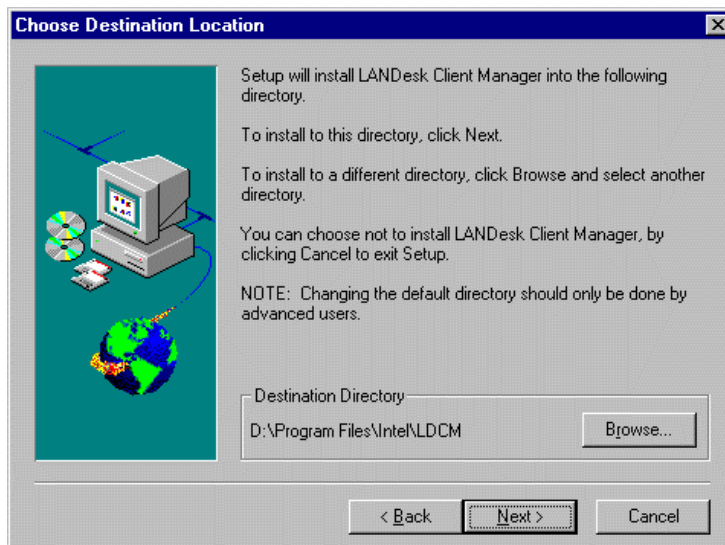 Choose Destination Location
Setup will install LANDesk Client Manager into the following
directory.
To install to this directory, click Next.
To install to a different directory, click Browse and select another
directory.
You can choose not to install LANDesk Client Manager, by
clicking Cancel to exit Setup.
NOTE:  Changing the default directory should only be done by
advanced users.
Destination Directory
D:\Program Files\Intel\LDCM
Browse...
< Back
Next >
Cancel